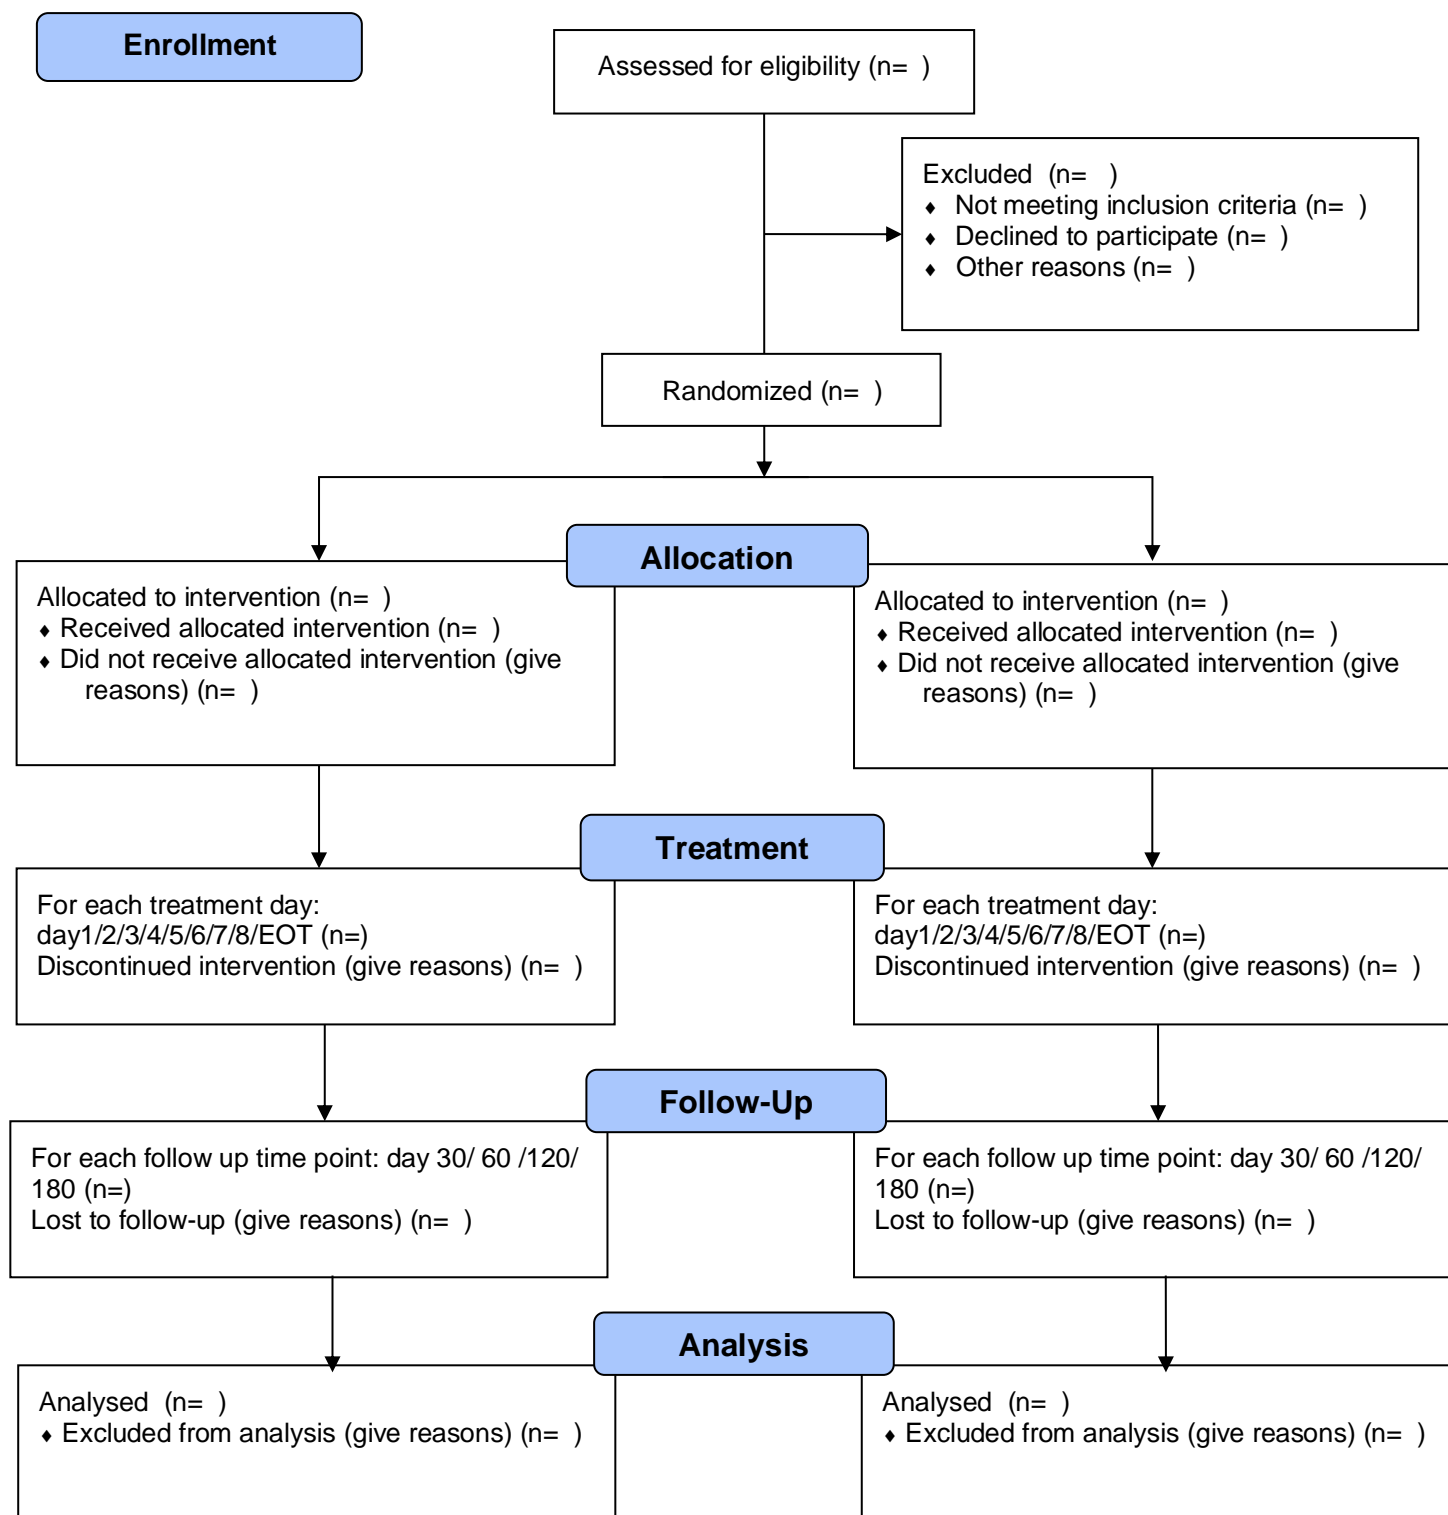 Enrollment
Assessed for eligibility (n=  )
Excluded  (n=   )
♦ Not meeting inclusion criteria (n=  )
♦ Declined to participate (n=  )
♦ Other reasons (n=  )
Randomized (n=  )
Allocation
Allocated to intervention (n=  )
♦ Received allocated intervention (n=  )
♦ Did not receive allocated intervention (give
reasons) (n=  )
Allocated to intervention (n=  )
♦ Received allocated intervention (n=  )
♦ Did not receive allocated intervention (give
reasons) (n=  )
Treatment
For each treatment day:
day1/2/3/4/5/6/7/8/EOT (n=)
Discontinued intervention (give reasons) (n=  )
For each treatment day:
day1/2/3/4/5/6/7/8/EOT (n=)
Discontinued intervention (give reasons) (n=  )
Follow-Up
For each follow up time point: day 30/ 60 /120/
180 (n=)
Lost to follow-up (give reasons) (n=  )
For each follow up time point: day 30/ 60 /120/
180 (n=)
Lost to follow-up (give reasons) (n=  )
Analysis
Analysed  (n=  )
♦ Excluded from analysis (give reasons) (n=  )
Analysed  (n=  )
♦ Excluded from analysis (give reasons) (n=  )